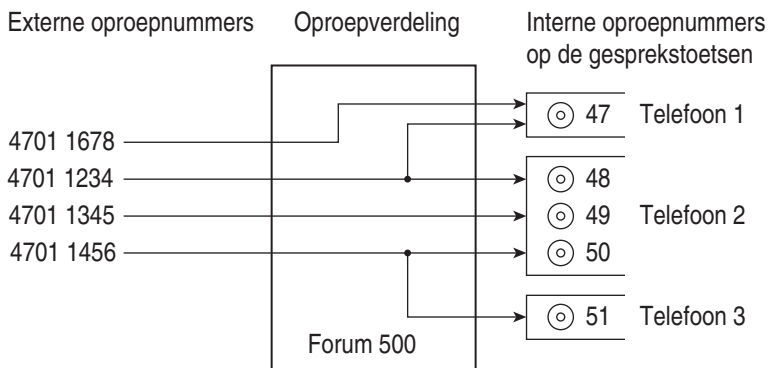 Externe oproepnummers
Oproepverdeling
Interne oproepnummers
op de gesprekstoetsen
47 Telefoon 1
4701 1678
4701 1234
48
4701 1345
49 Telefoon 2
4701 1456
50
51 Telefoon 3
Forum 500